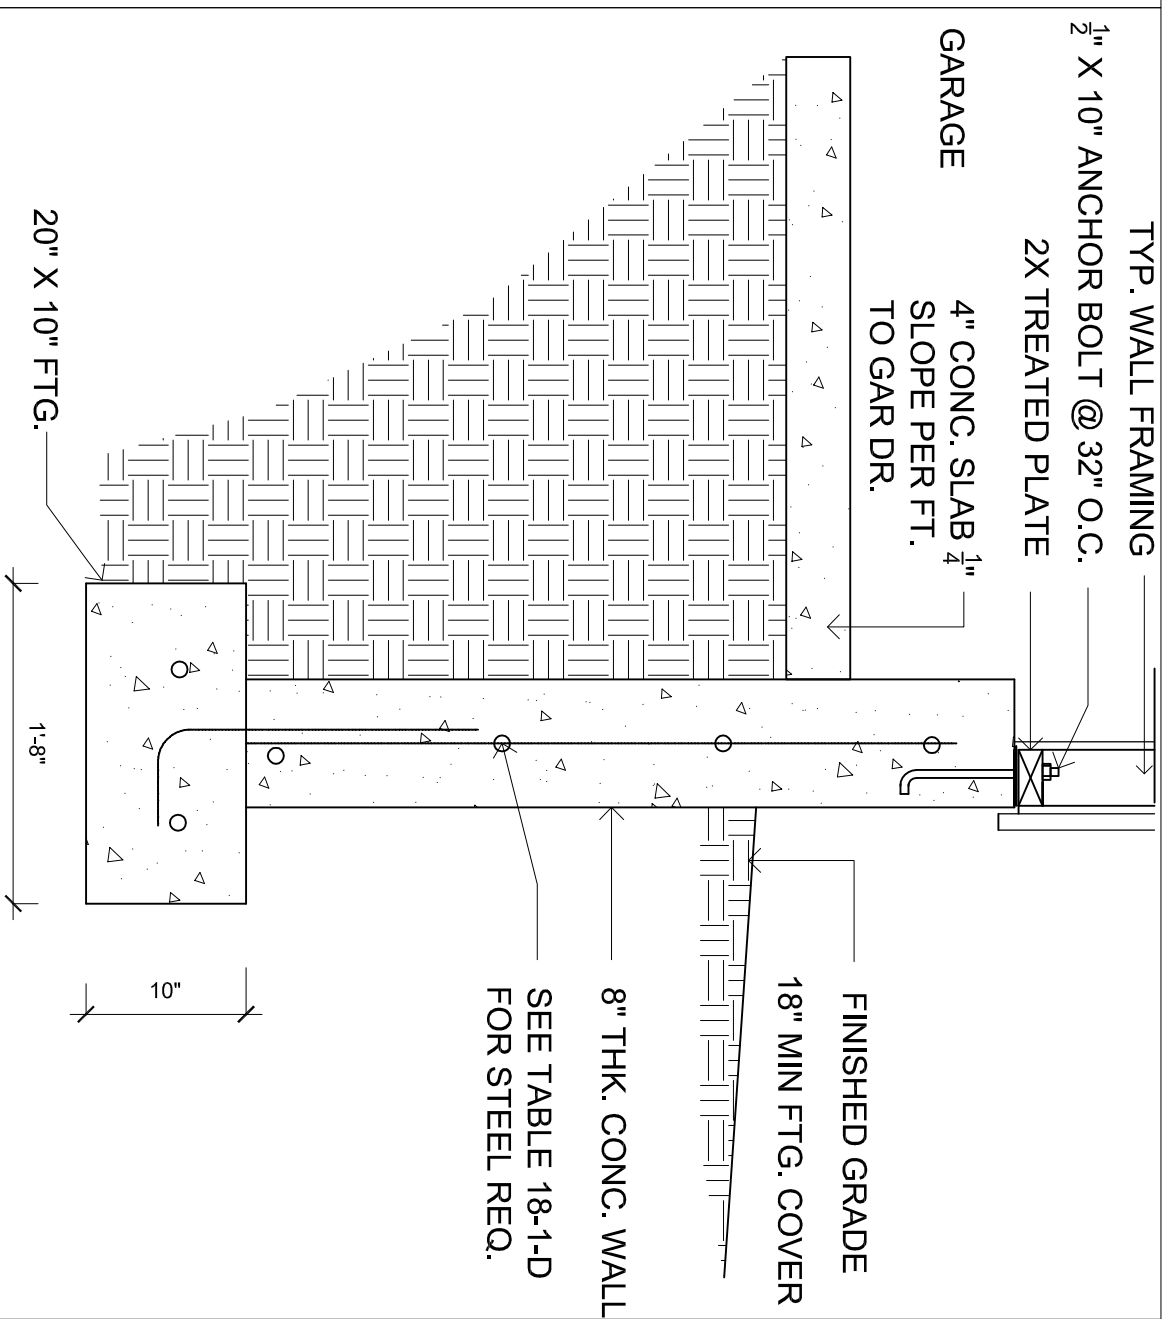 TYP. WALL FRAMING
1/2" X 10" ANCHOR BOLT @ 32" O.C.
2X TREATED PLATE
GARAGE
4" CONC. SLAB 1/4"
SLOPE PER FT.
TO GAR DR.
FINISHED GRADE
18" MIN FTG. COVER
8" THK. CONC. WALL
SEE TABLE 18-1-D
FOR STEEL REQ.
20" X 10" FTG.
10"
1'-8"